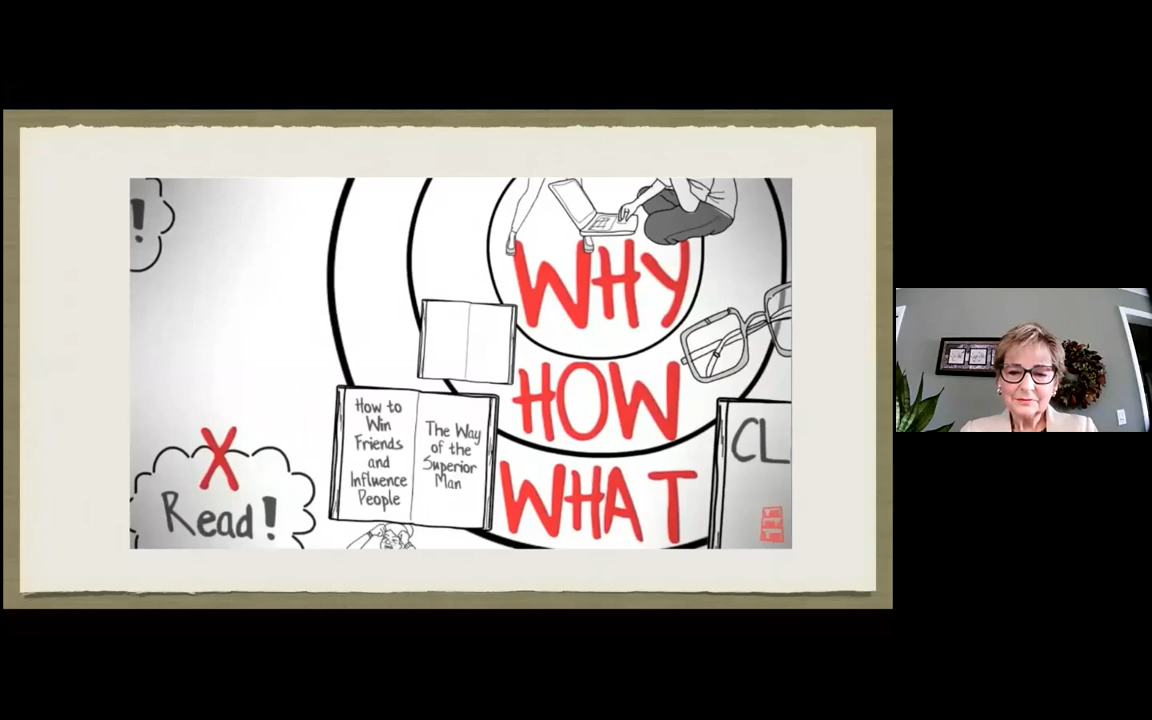 !
WHY
HOW
WHAT
How to
Win
Friends
and
Influence
People
The Way
of the
Superior
Man
CL
X
Read!